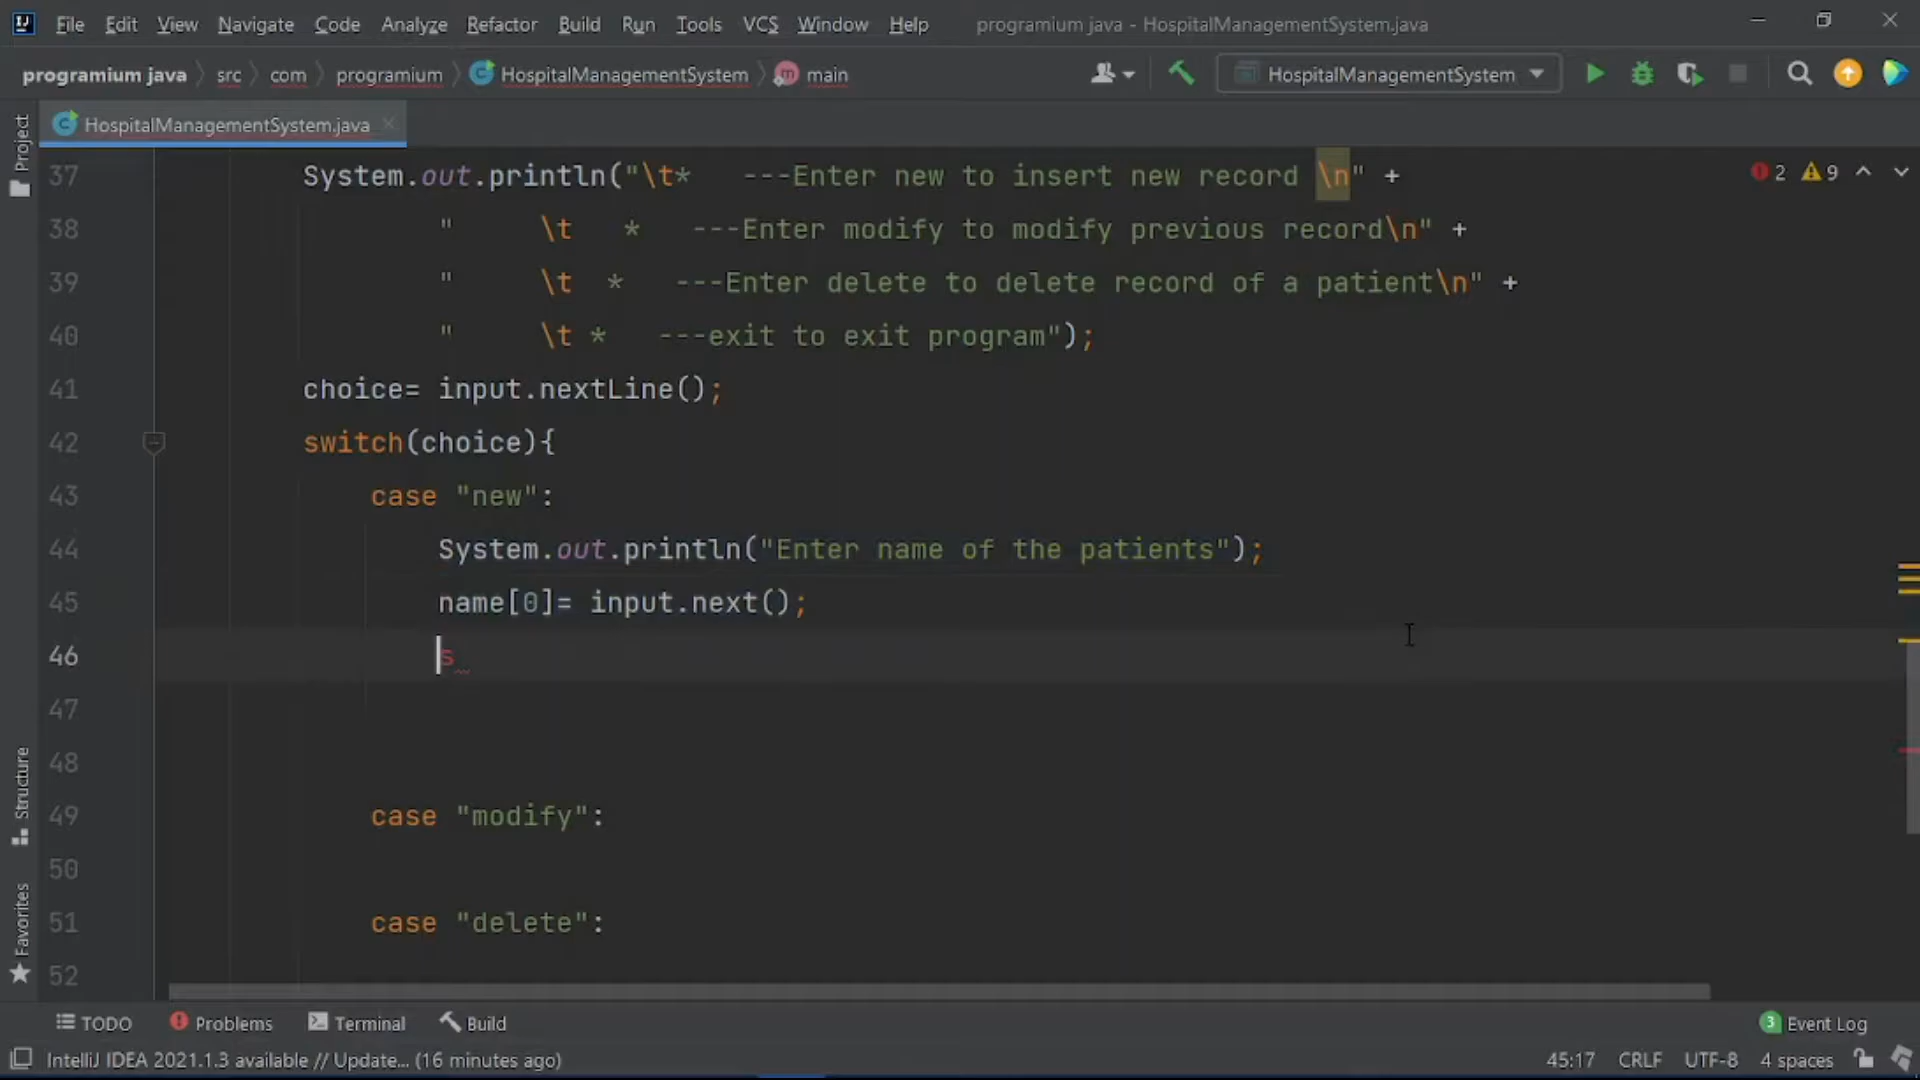 File Edit View Navigate Code Analyze Refactor Build Run Tools VCS Window Help programium java - HospitalManagementSystem.java
programium java src com programium HospitalManagementSystem main HospitalManagementSystem
HospitalManagementSystem.java
Project
37 System.out.println("\t*   ---Enter new to insert new record \n" +
2 9
38 "     \t   *   ---Enter modify to modify previous record\n" +
39 "     \t  *   ---Enter delete to delete record of a patient\n" +
40 "     \t *   ---exit to exit program");
41 choice= input.nextLine();
42 switch(choice){
43 case "new":
44 System.out.println("Enter name of the patients");
45 name[0]= input.next();
46 s
47
48
49 case "modify":
50
51 case "delete":
52
Structure
Favorites
TODO Problems Terminal Build 3 Event Log
IntelliJ IDEA 2021.1.3 available // Update... (16 minutes ago) 45:17 CRLF UTF-8 4 spaces